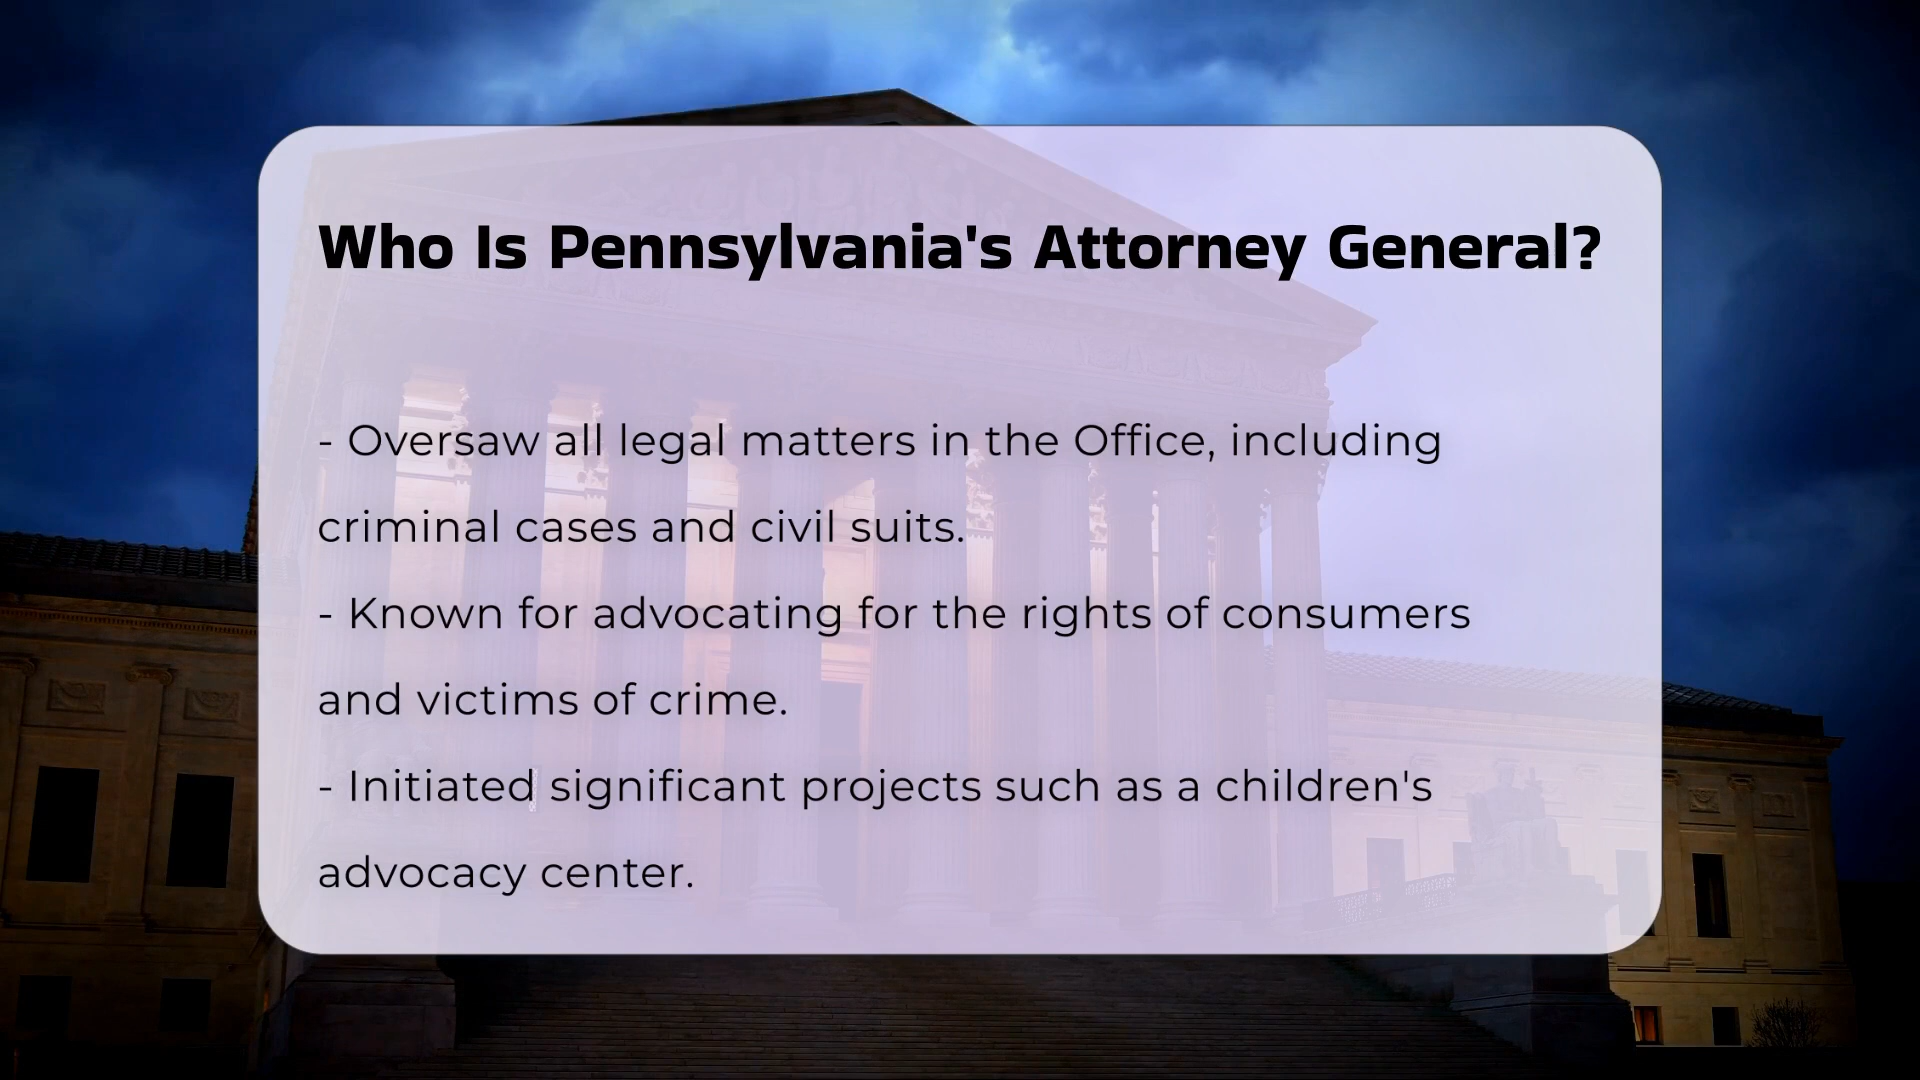 Who Is Pennsylvania's Attorney General?
- Oversaw all legal matters in the Office, including
criminal cases and civil suits.
- Known for advocating for the rights of consumers
and victims of crime.
- Initiated significant projects such as a children's
advocacy center.